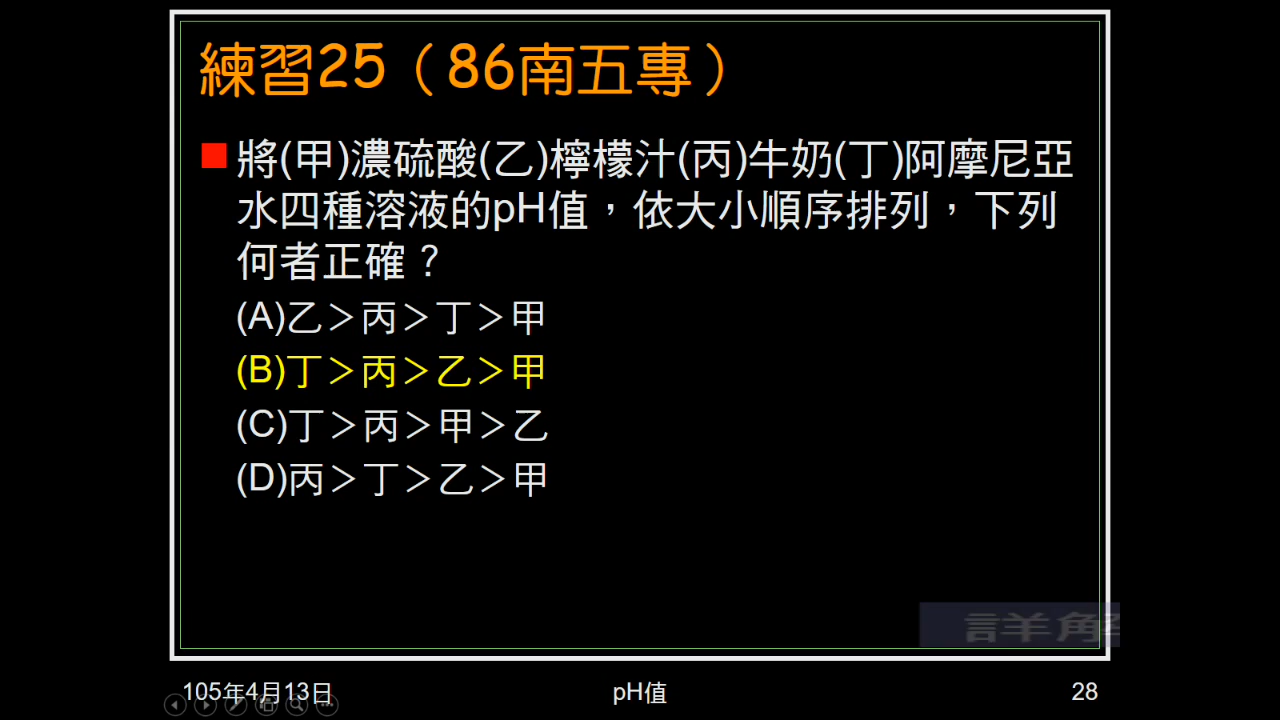 練習25（86南五專）
將(甲)濃硫酸(乙)檸檬汁(丙)牛奶(丁)阿摩尼亞
水四種溶液的pH值，依大小順序排列，下列
何者正確？
(A)乙＞丙＞丁＞甲
(B)丁＞丙＞乙＞甲
(C)丁＞丙＞甲＞乙
(D)丙＞丁＞乙＞甲
詳解
105年4月13日
pH值
28